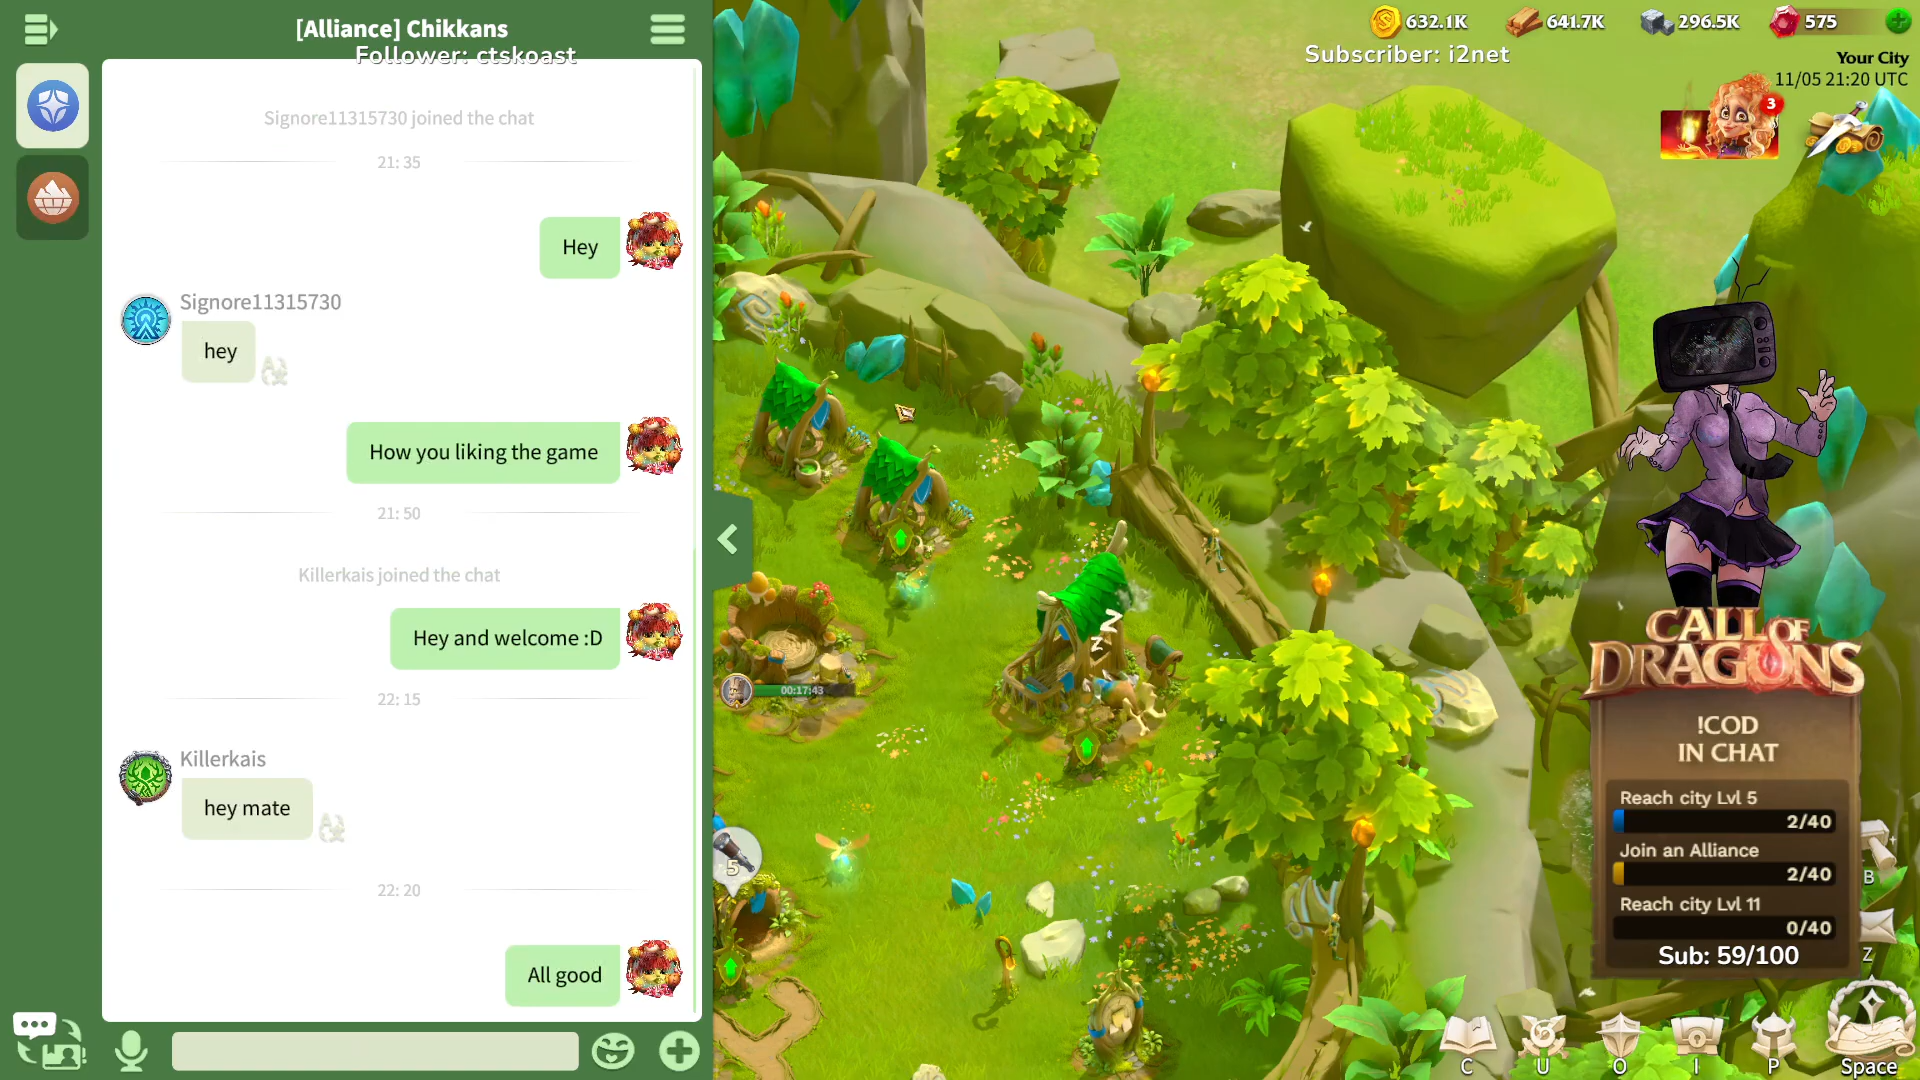 [Alliance] Chikkans
Follower: ctskoast
Signore11315730 joined the chat
21: 35
Hey
Signore11315730
hey
How you liking the game
21: 50
Killerkais joined the chat
Hey and welcome :D
22: 15
Killerkais
hey mate
22: 20
All good
632.1K
641.7K
296.5K
575
Subscriber: i2net
Your City
11/05 21:20 UTC
3
z
Z
00:17:43
5
CALL OF
DRAGONS
!COD
IN CHAT
Reach city Lvl 5
2/40
Join an Alliance
2/40
Reach city Lvl 11
0/40
Sub: 59/100
B
Z
C
U
O
I
P
Space